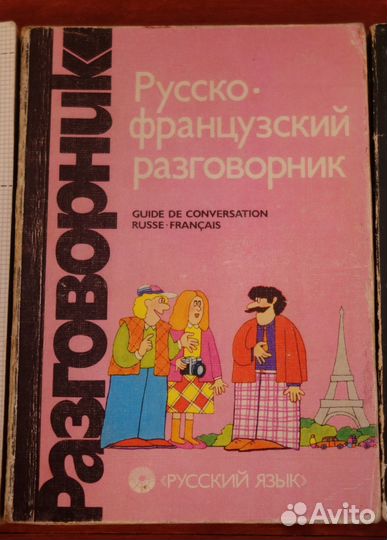 Разговорник
Русско-
французский
разговорник
GUIDE DE CONVERSATION
RUSSE-FRANÇAIS
«РУССКИЙ ЯЗЫК»
Avito